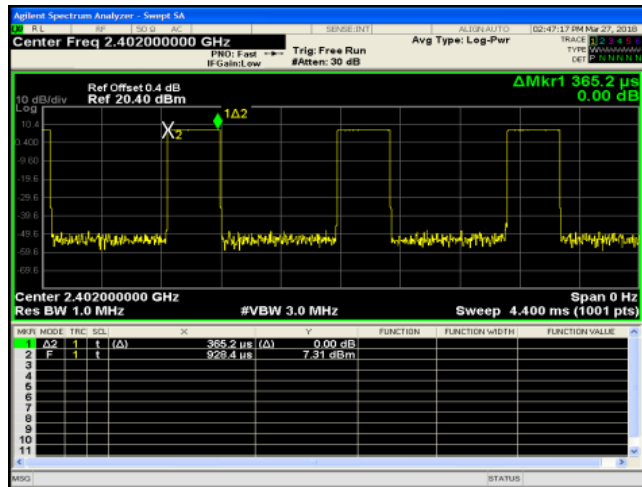 Agilent Spectrum Analyzer - Swept SA
RL RF 50 Ω AC SENSE:INT ALIGN AUTO 02:47:17 PM Mar 27, 2018
Center Freq 2.402000000 GHz
PNO: Fast
IFGain:Low
Trig: Free Run
#Atten: 30 dB
Avg Type: Log-Pwr
TRACE 1 2 3 4 5 6
TYPE
DET P N N N N N
ΔMkr1 365.2 µs
0.00 dB
Ref Offset 0.4 dB
Ref 20.40 dBm
10 dB/div
Log
10.4
0.400
-9.60
-19.6
-29.6
-39.6
-49.6
-59.6
-69.6
X2
1Δ2
Center 2.402000000 GHz
Span 0 Hz
Res BW 1.0 MHz
#VBW 3.0 MHz
Sweep 4.400 ms (1001 pts)
MKR MODE TRC SCL X Y FUNCTION FUNCTION WIDTH FUNCTION VALUE
1 Δ2 1 t (Δ) 365.2 µs (Δ) 0.00 dB
2 F 1 t 928.4 µs 7.31 dBm
3
4
5
6
7
8
9
10
11
MSG STATUS